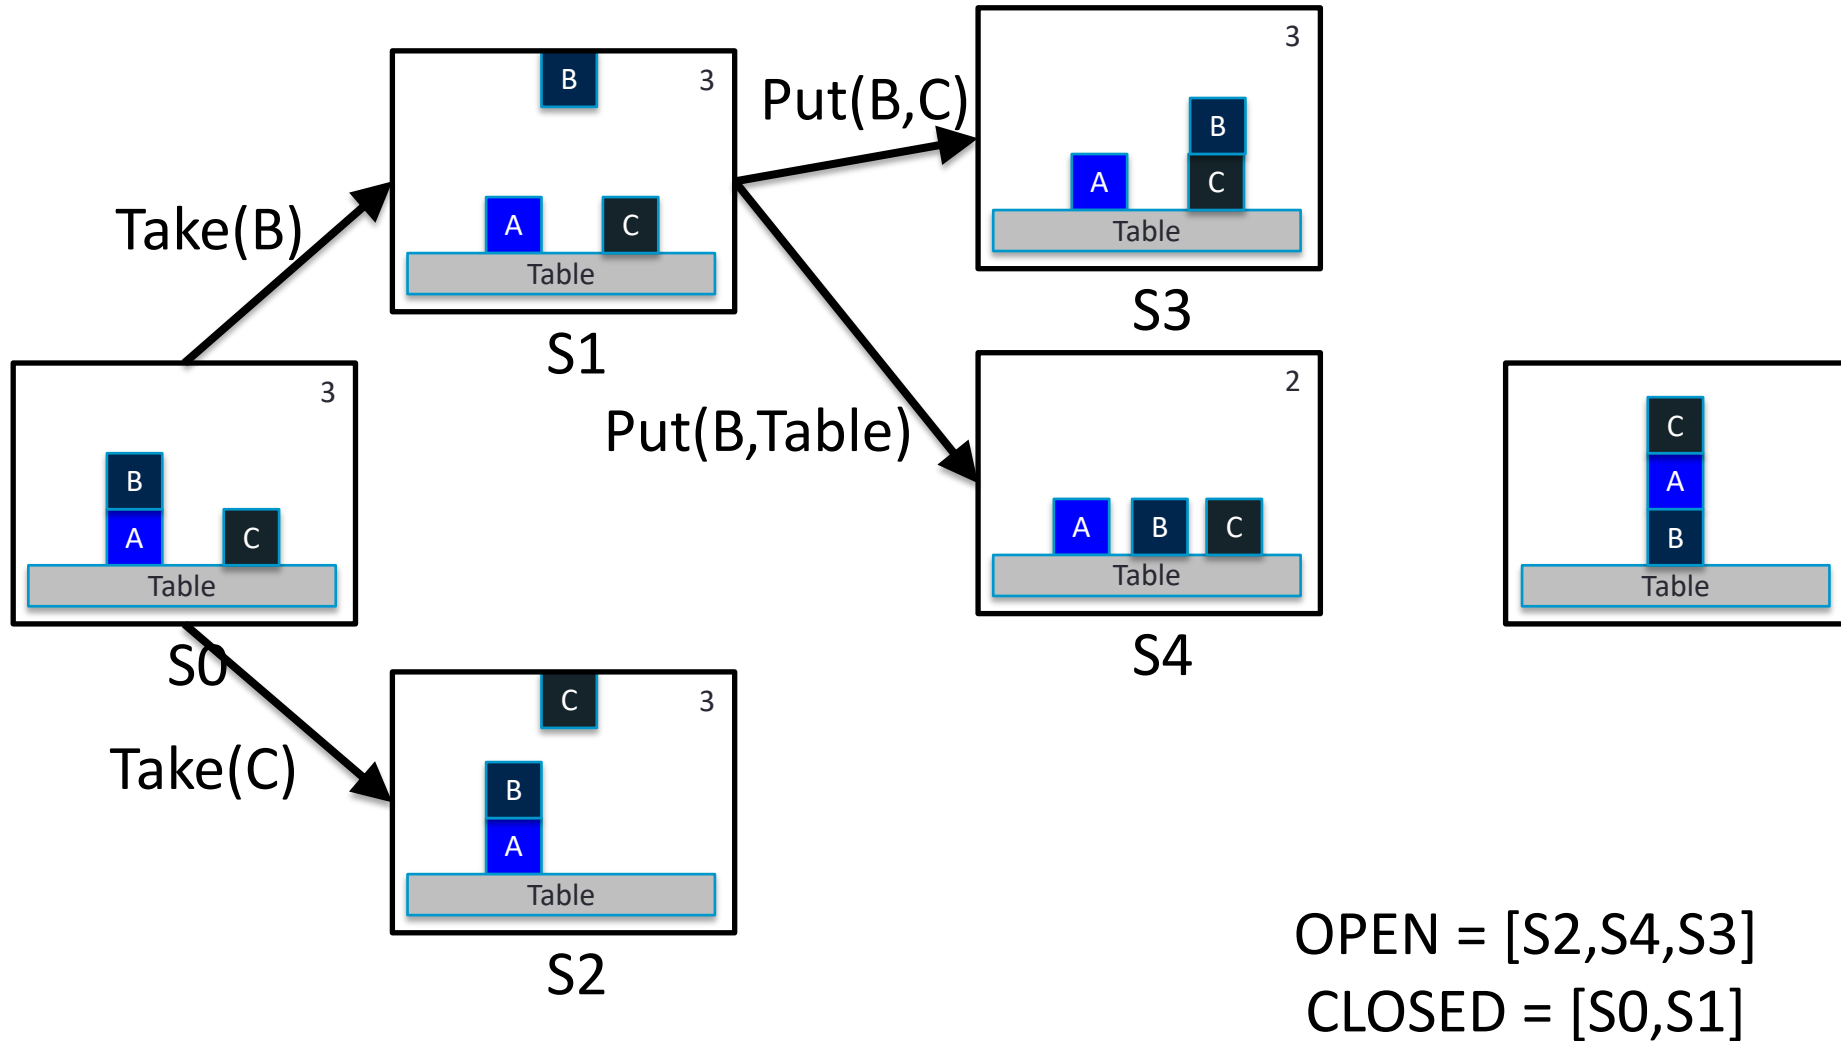 B
3
A
C
Table
S1
Take(B)
Put(B,C)
Put(B,Table)
3
B
A
C
Table
S3
3
B
A
C
Table
S0
2
A
B
C
Table
S4
C
A
B
Table
Take(C)
C
3
B
A
Table
S2
OPEN = [S2,S4,S3]
CLOSED = [S0,S1]